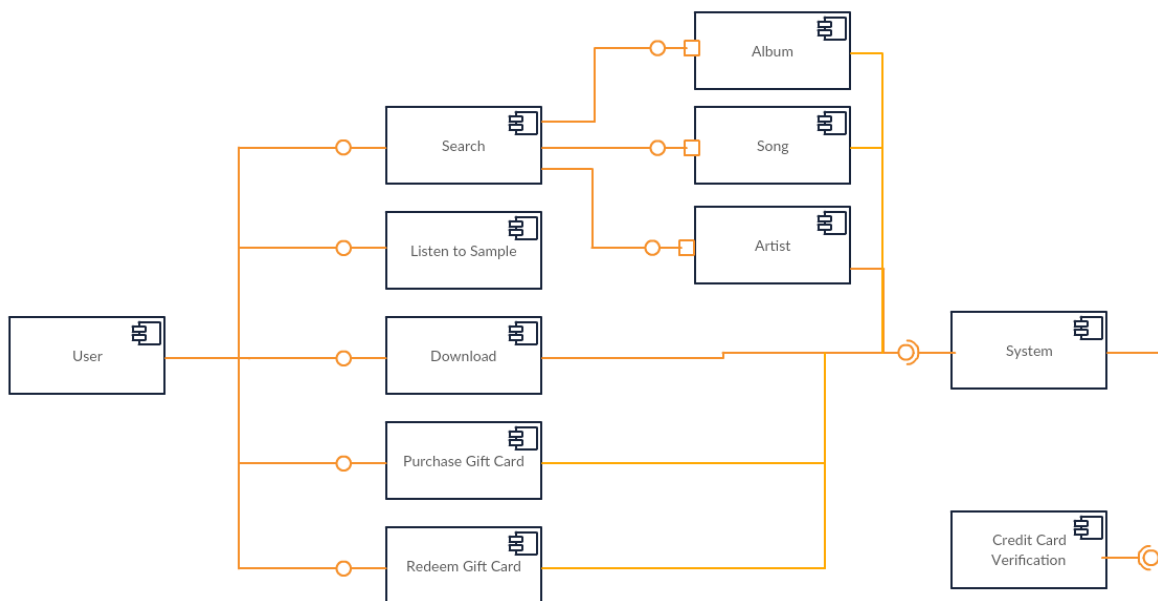 Album
Search
Song
Listen to Sample
Artist
User
Download
System
Purchase Gift Card
Credit Card
Verification
Redeem Gift Card